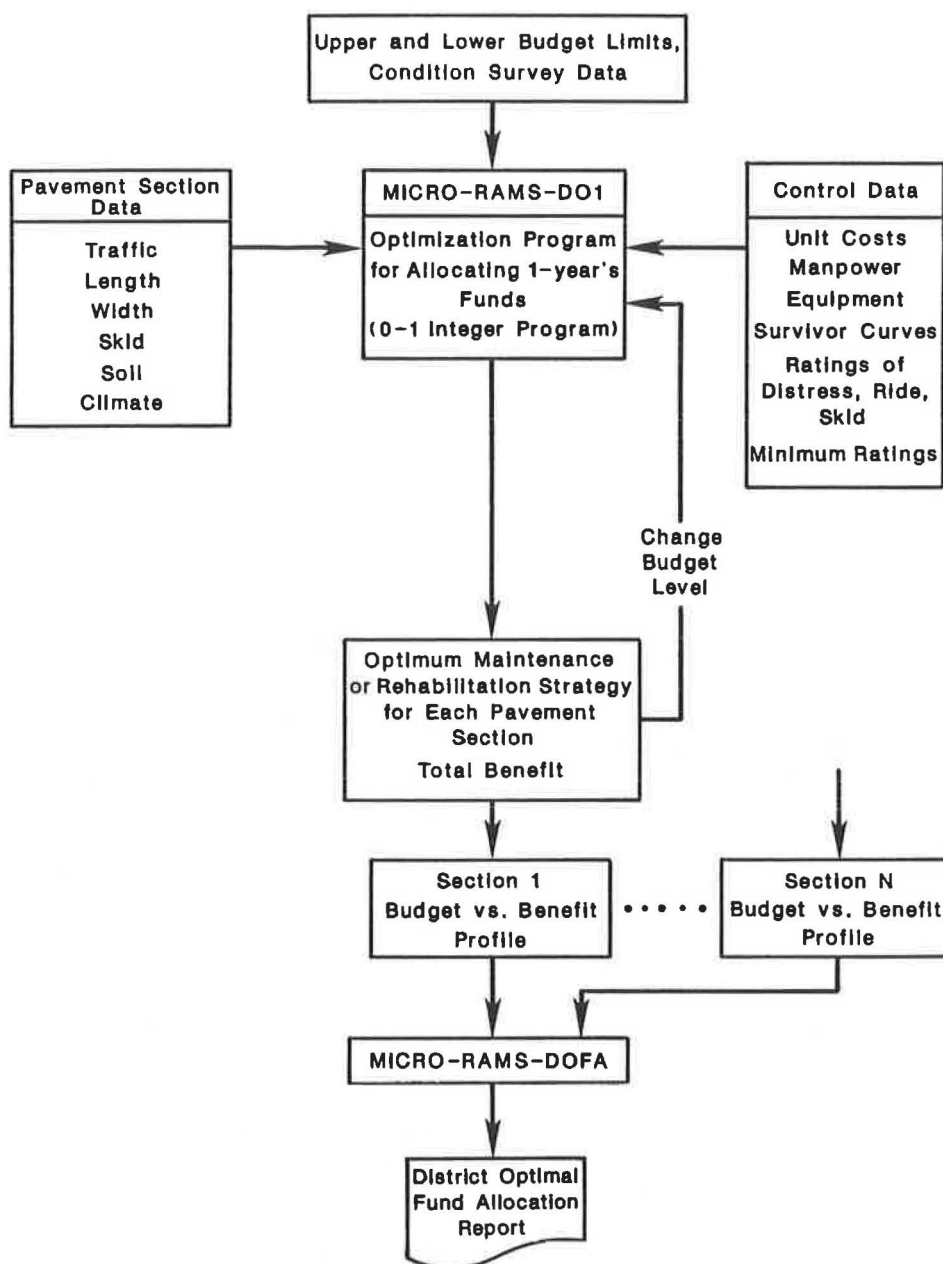 Upper and Lower Budget Limits,
Condition Survey Data
Pavement Section
Data
Traffic
Length
Width
Skid
Soil
Climate
MICRO-RAMS-DO1
Optimization Program
for Allocating 1-year's
Funds
(0-1 Integer Program)
Control Data
Unit Costs
Manpower
Equipment
Survivor Curves
Ratings of
Distress, Ride,
Skid
Minimum Ratings
Change
Budget
Level
Optimum Maintenance
or Rehabilitation Strategy
for Each Pavement
Section
Total Benefit
Section 1
Budget vs. Benefit
Profile
Section N
Budget vs. Benefit
Profile
MICRO-RAMS-DOFA
District Optimal
Fund Allocation
Report